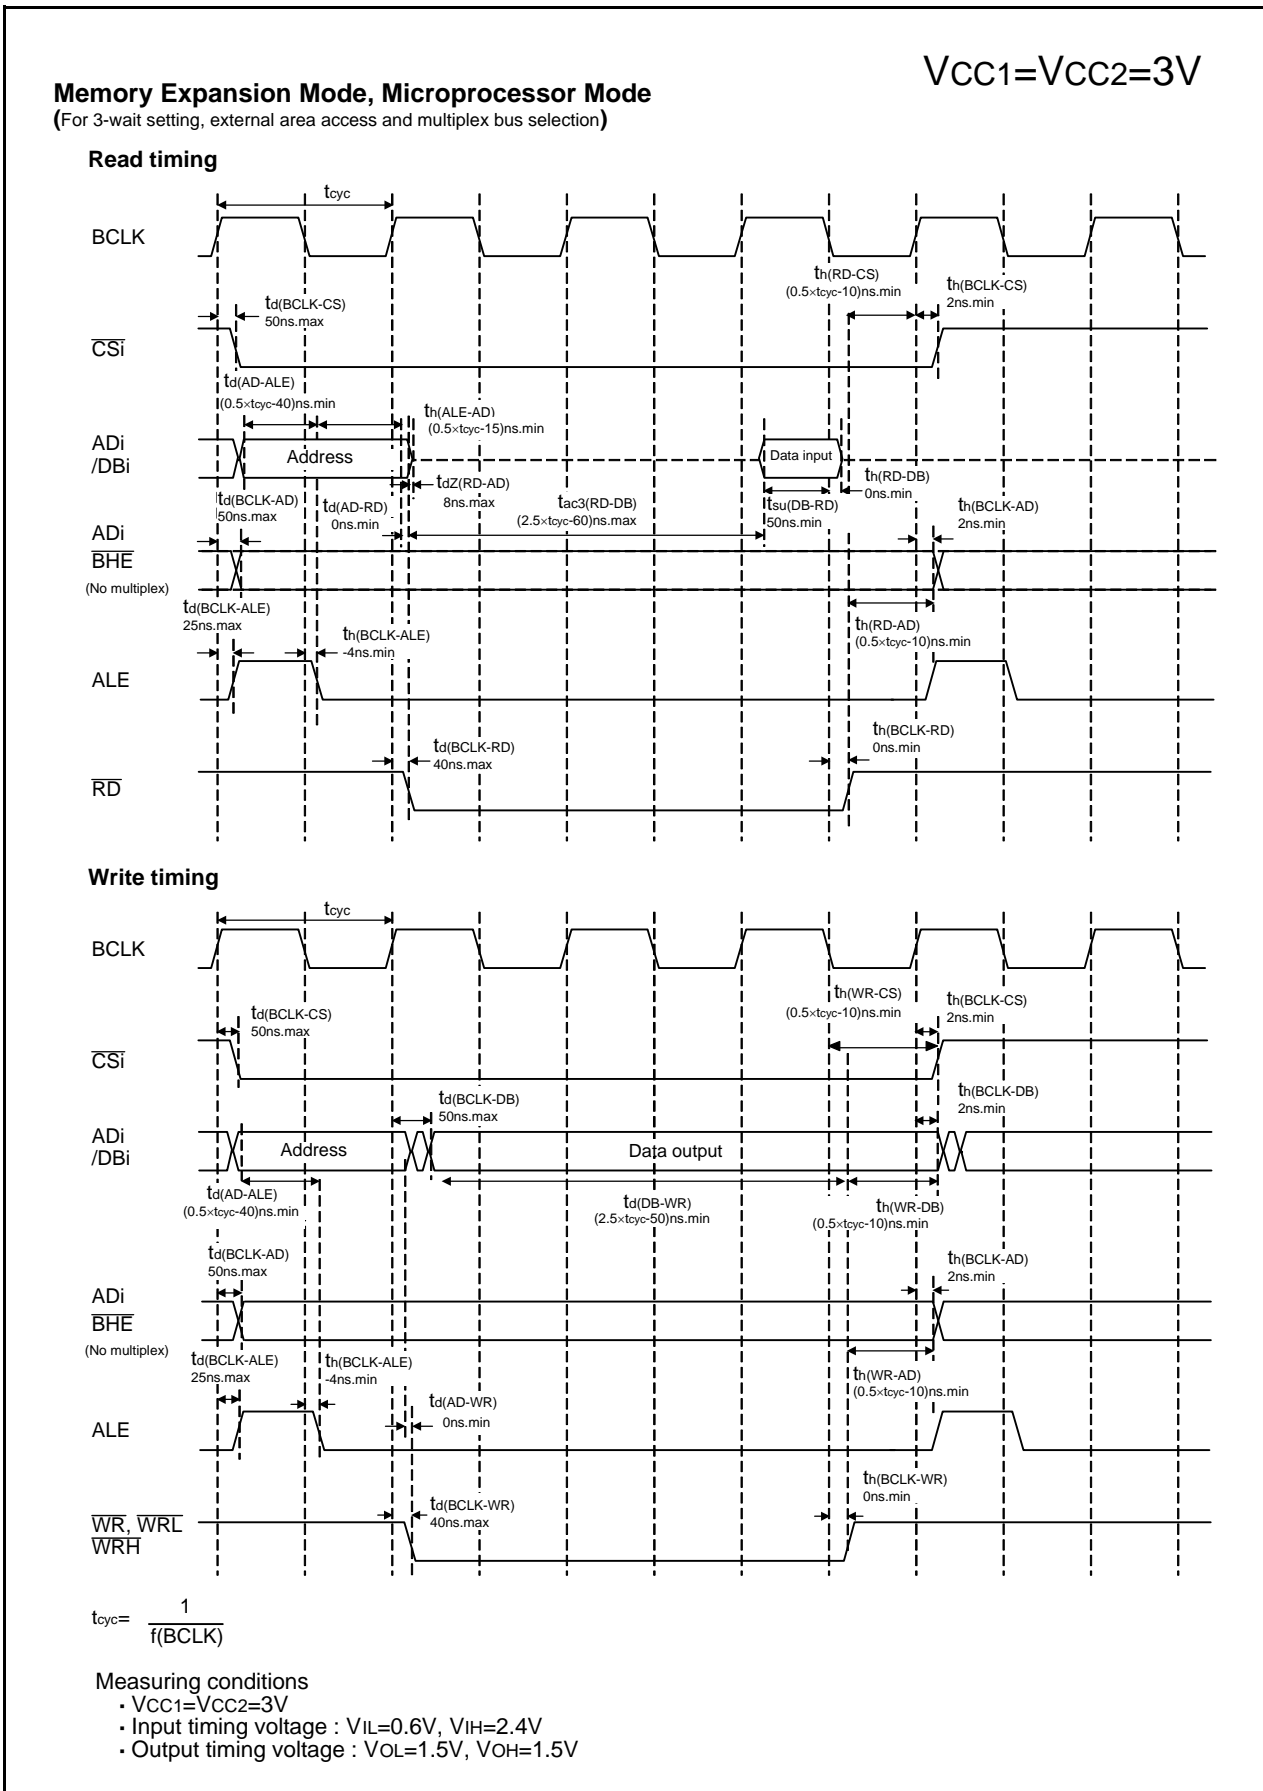 VCC1=VCC2=3V
Memory Expansion Mode, Microprocessor Mode
(For 3-wait setting, external area access and multiplex bus selection)
Read timing
tcyc
BCLK
th(RD-CS)
(0.5×tcyc-10)ns.min
th(BCLK-CS)
2ns.min
td(BCLK-CS)
50ns.max
CSi
td(AD-ALE)
(0.5×tcyc-40)ns.min
th(ALE-AD)
(0.5×tcyc-15)ns.min
ADi
/DBi
Address
Data input
td(BCLK-AD)
50ns.max
td(AD-RD)
0ns.min
tdZ(RD-AD)
8ns.max
tac3(RD-DB)
(2.5×tcyc-60)ns.max
tsu(DB-RD)
50ns.min
th(RD-DB)
0ns.min
th(BCLK-AD)
2ns.min
ADi
BHE
(No multiplex)
td(BCLK-ALE)
25ns.max
th(BCLK-ALE)
-4ns.min
th(RD-AD)
(0.5×tcyc-10)ns.min
ALE
td(BCLK-RD)
40ns.max
th(BCLK-RD)
0ns.min
RD
Write timing
tcyc
BCLK
th(WR-CS)
(0.5×tcyc-10)ns.min
th(BCLK-CS)
2ns.min
td(BCLK-CS)
50ns.max
CSi
td(BCLK-DB)
50ns.max
th(BCLK-DB)
2ns.min
ADi
/DBi
Address
Data output
td(AD-ALE)
(0.5×tcyc-40)ns.min
td(DB-WR)
(2.5×tcyc-50)ns.min
th(WR-DB)
(0.5×tcyc-10)ns.min
td(BCLK-AD)
50ns.max
th(BCLK-AD)
2ns.min
ADi
BHE
(No multiplex)
td(BCLK-ALE)
25ns.max
th(BCLK-ALE)
-4ns.min
th(WR-AD)
(0.5×tcyc-10)ns.min
td(AD-WR)
0ns.min
ALE
td(BCLK-WR)
40ns.max
th(BCLK-WR)
0ns.min
WR, WRL
WRH
tcyc= 1
f(BCLK)
Measuring conditions
· VCC1=VCC2=3V
· Input timing voltage : VIL=0.6V, VIH=2.4V
· Output timing voltage : VOL=1.5V, VOH=1.5V